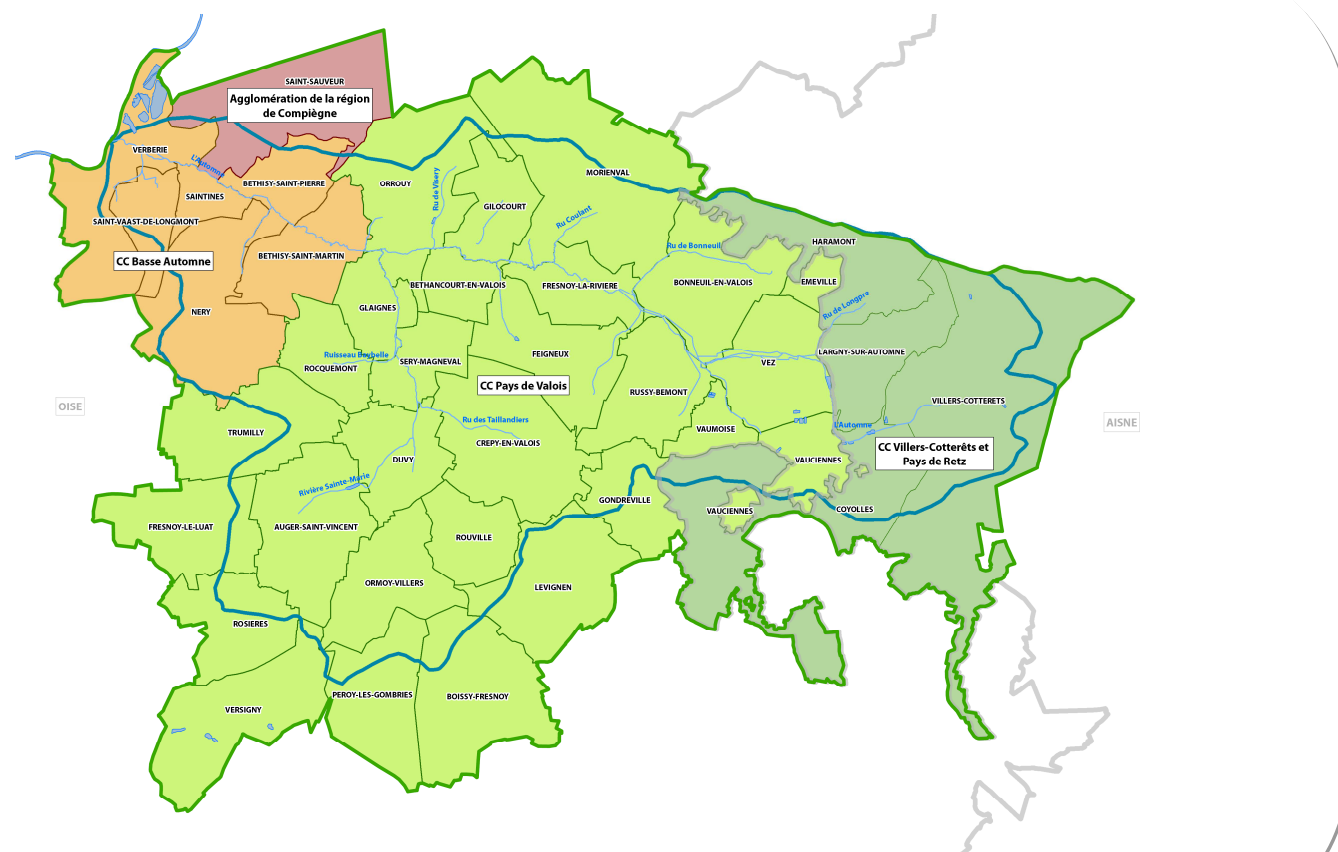 SAINT-SAUVEUR
Agglomération de la région
de Compiègne
VERBERIE
L'Automne
BETHISY-SAINT-PIERRE
SAINTINES
SAINT-VAAST-DE-LONGMONT
CC Basse Automne
BETHISY-SAINT-MARTIN
NERY
ORROUY
Ru de Visery
GILOCOURT
MORIENVAL
Ru Coulant
Ru de Bonneuil
HARAMONT
BETHANCOURT-EN-VALOIS
FRESNOY-LA-RIVIERE
BONNEUIL-EN-VALOIS
EMEVILLE
GLAIGNES
Ru de Longpre
Ruisseau Baybelle
ROCQUEMONT
SERY-MAGNEVAL
FEIGNEUX
LARGNY-SUR-AUTOMNE
VEZ
CC Pays de Valois
RUSSY-BEMONT
VILLERS-COTTERETS
OISE
AISNE
TRUMILLY
Ru des Taillandiers
CREPY-EN-VALOIS
VAUMOISE
L'Automne
CC Villers-Cotterêts et
Pays de Retz
DUVY
VAUCIENNES
Rivière Sainte-Marie
GONDREVILLE
VAUCIENNES
COYOLLES
FRESNOY-LE-LUAT
AUGER-SAINT-VINCENT
ROUVILLE
ORMOY-VILLERS
LEVIGNEN
ROSIERES
PEROY-LES-GOMBRIES
BOISSY-FRESNOY
VERSIGNY